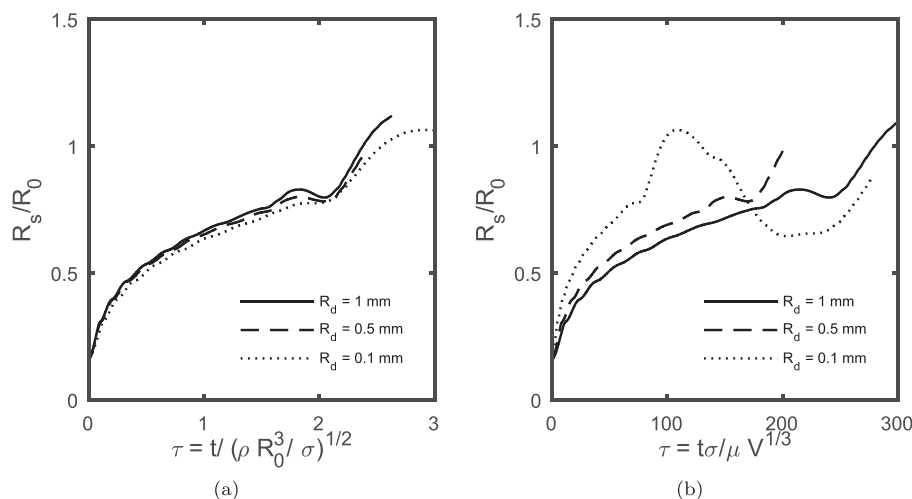 1.5
1
0.5
0
R_s/R_0
R_d = 1 mm
R_d = 0.5 mm
R_d = 0.1 mm
0 1 2 3
τ = t/ (ρ R_0^3/ σ)^{1/2}
(a)
1.5
1
0.5
0
R_s/R_0
R_d = 1 mm
R_d = 0.5 mm
R_d = 0.1 mm
0 100 200 300
τ = tσ/μ V^{1/3}
(b)